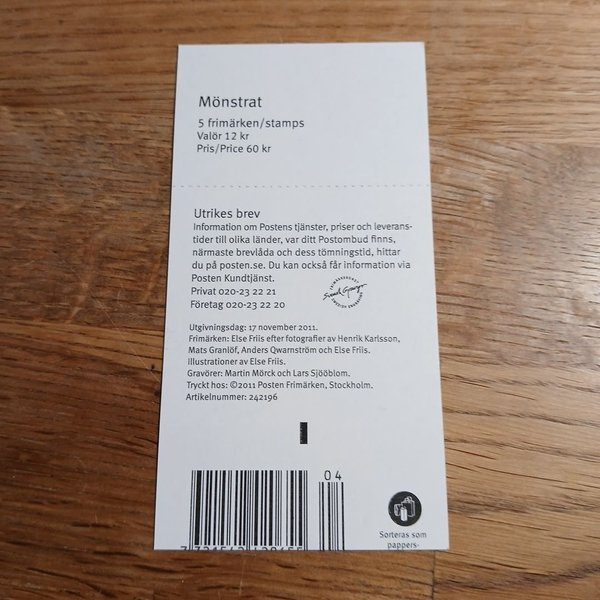 Mönstrat
5 frimärken/stamps
Valör 12 kr
Pris/Price 60 kr
Utrikes brev
Information om Postens tjänster, priser och leverans-
tider till olika länder, var ditt Postombud finns,
närmaste brevlåda och dess tömningstid, hittar
du på posten.se. Du kan också får information via
Posten Kundtjänst.
Privat 020-23 22 21
Företag 020-23 22 20
Utgivningsdag: 17 november 2011.
Frimärken: Else Friis efter fotografier av Henrik Karlsson,
Mats Granlöf, Anders Qwarnström och Else Friis.
Illustrationer av Else Friis.
Gravörer: Martin Mörck och Lars Sjööblom.
Tryckt hos: ©2011 Posten Frimärken, Stockholm.
Artikelnummer: 242196
04
Sorteras som
pappers-